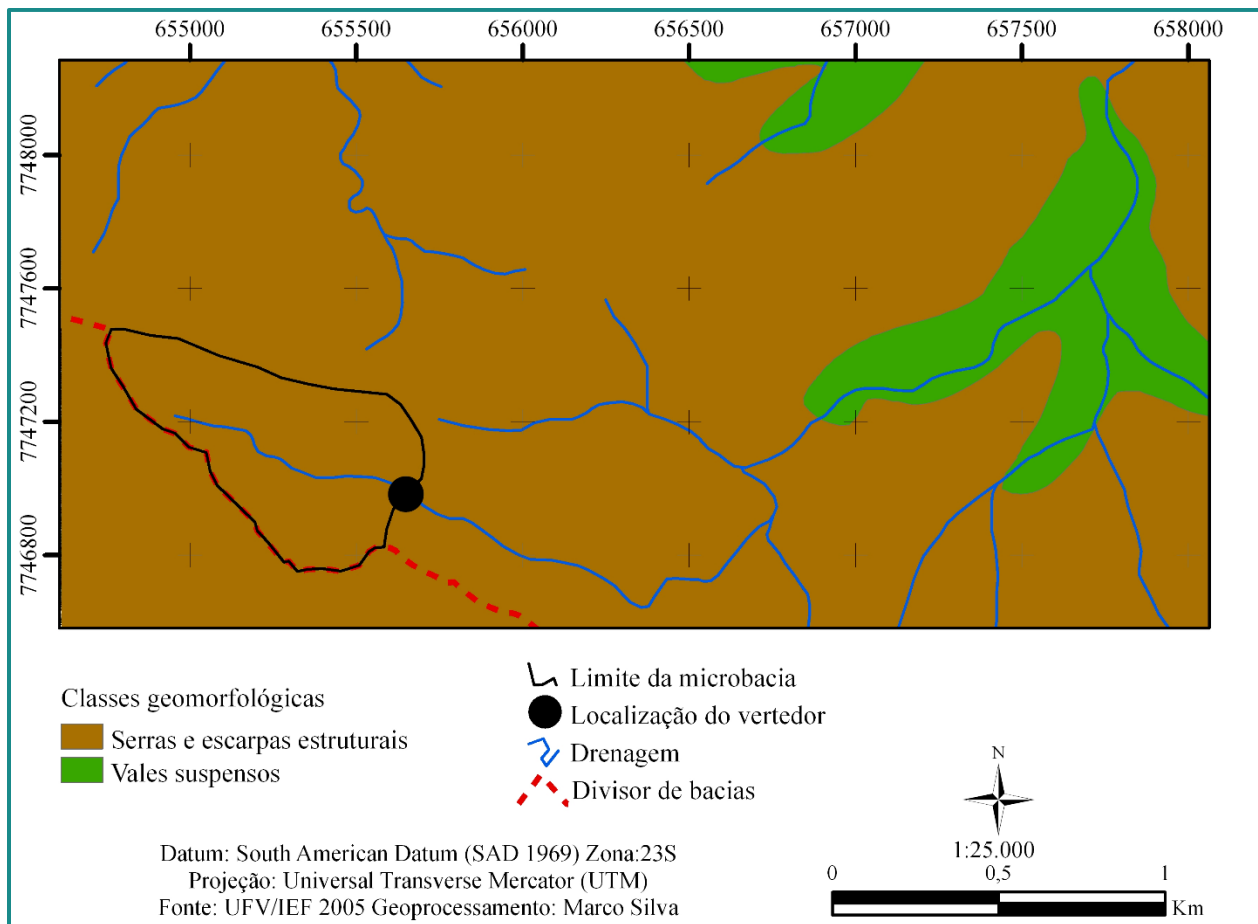 655000 655500 656000 656500 657000 657500 658000
7748000
7747600
7747200
7746800
Classes geomorfológicas
Serras e escarpas estruturais
Vales suspensos
Limite da microbacia
Localização do vertedor
Drenagem
Divisor de bacias
N
1:25.000
0 0,5 1
Km
Datum: South American Datum (SAD 1969) Zona:23S
Projeção: Universal Transverse Mercator (UTM)
Fonte: UFV/IEF 2005 Geoprocessamento: Marco Silva